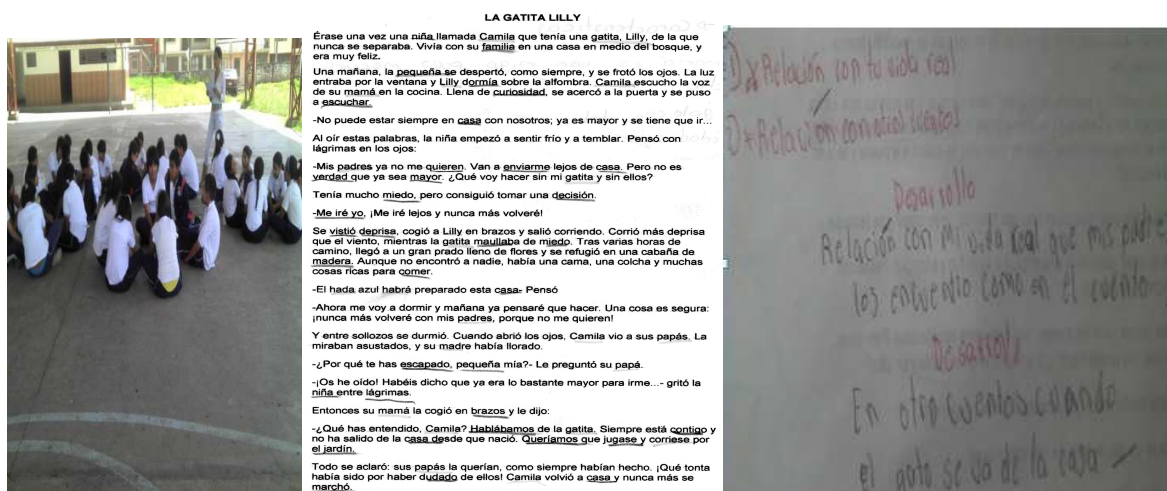 LA GATITA LILLY
Érase una vez una niña llamada Camila que tenía una gatita, Lilly, de la que
nunca se separaba. Vivía con su familia en una casa en medio del bosque, y
era muy feliz.
Una mañana, la pequeña se despertó, como siempre, y se frotó los ojos. La luz
entraba por la ventana y Lilly dormía sobre la alfombra. Camila escucho la voz
de su mamá en la cocina. Llena de curiosidad, se acercó a la puerta y se puso
a escuchar.
-No puede estar siempre en casa con nosotros; ya es mayor y se tiene que ir...
Al oír estas palabras, la niña empezó a sentir frío y a temblar. Pensó con
lágrimas en los ojos:
-Mis padres ya no me quieren. Van a enviarme lejos de casa. Pero no es
verdad que ya sea mayor. ¿Qué voy hacer sin mi gatita y sin ellos?
Tenía mucho miedo, pero consiguió tomar una decisión.
-Me iré yo, ¡Me iré lejos y nunca más volveré!
Se vistió deprisa, cogió a Lilly en brazos y salió corriendo. Corrió más deprisa
que el viento, mientras la gatita maullaba de miedo. Tras varias horas de
camino, llegó a un gran prado lleno de flores y se refugió en una cabaña de
madera. Aunque no encontró a nadie, había una cama, una colcha y muchas
cosas ricas para comer.
-El hada azul habrá preparado esta casa- Pensó
-Ahora me voy a dormir y mañana ya pensaré que hacer. Una cosa es segura:
¡nunca más volveré con mis padres, porque no me quieren!
Y entre sollozos se durmió. Cuando abrió los ojos, Camila vio a sus papás. La
miraban asustados, y su madre había llorado.
-¿Por qué te has escapado, pequeña mía?- Le preguntó su papá.
-¡Os he oído! Habéis dicho que ya era lo bastante mayor para irme...- gritó la
niña entre lágrimas.
Entonces su mamá la cogió en brazos y le dijo:
-¿Qué has entendido, Camila? Hablábamos de la gatita. Siempre está contigo y
no ha salido de la casa desde que nació. Queríamos que jugase y corriese por
el jardín.
Todo se aclaró: sus papás la querían, como siempre habían hecho. ¡Qué tonta
había sido por haber dudado de ellos! Camila volvió a casa y nunca más se
marchó.
1) Relación con tu vida real
2) + Relación con otros cuentos
Desarrollo
Relación con mi vida real que mis padre
los encuentro como en el cuento
Desarrollo
En otro cuentos cuando
el gato se va de la casa